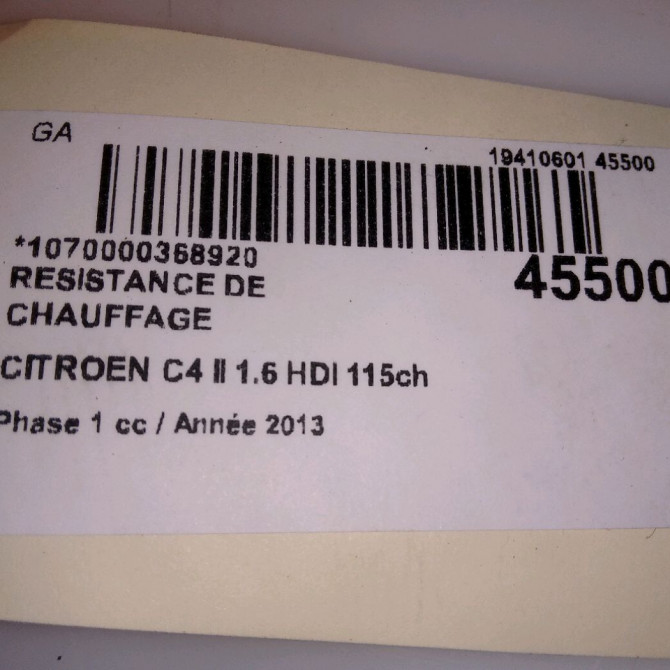 GA
19410601 45500
*1070000368920
45500
RESISTANCE DE
CHAUFFAGE
CITROEN C4 II 1.6 HDI 115ch
Phase 1 cc / Année 2013